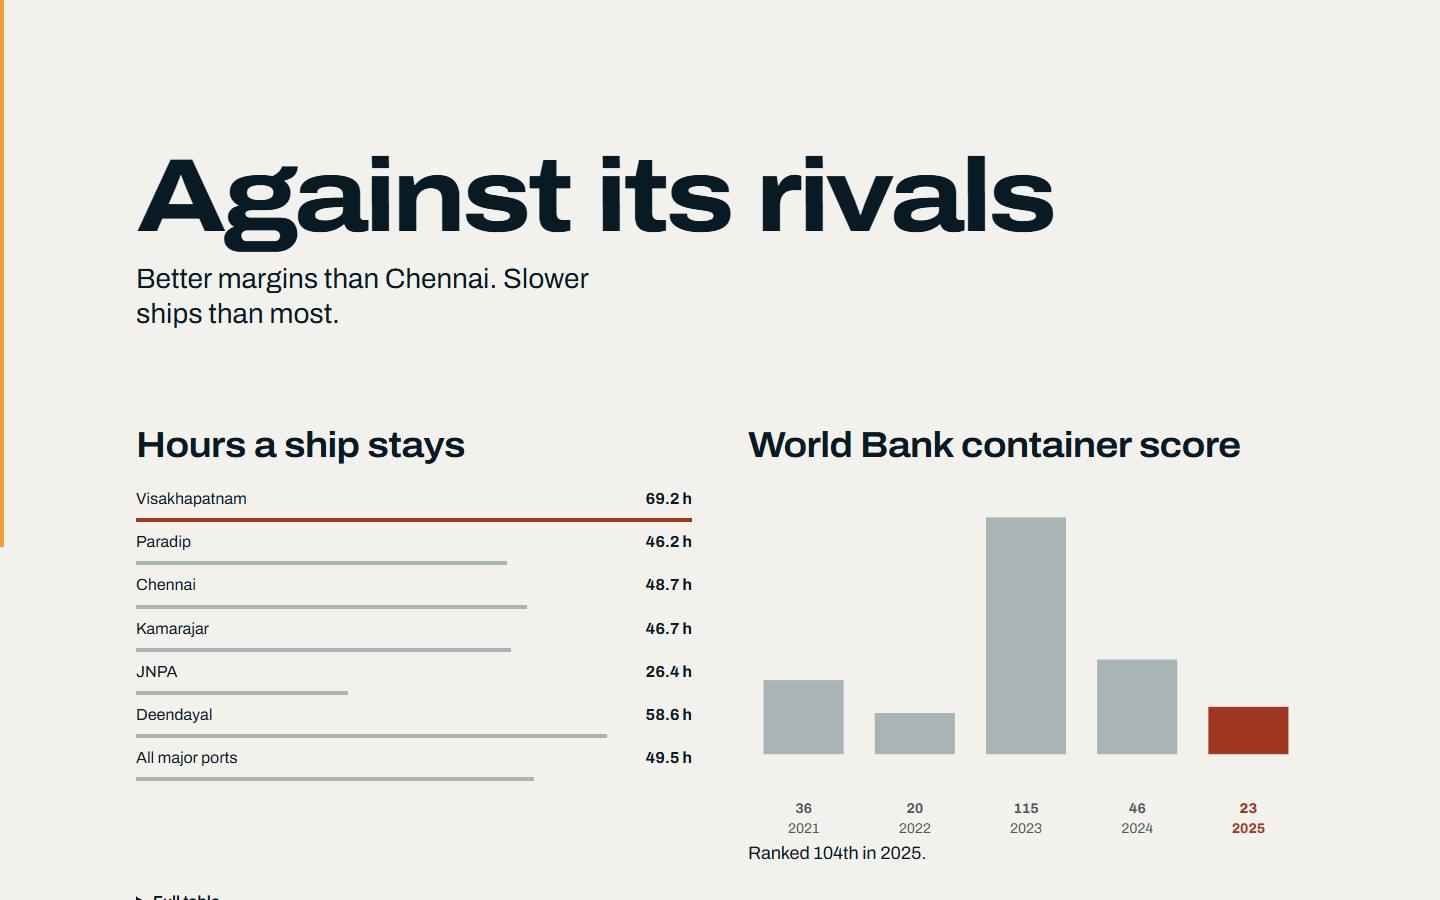 Against its rivals
Better margins than Chennai. Slower
ships than most.
Hours a ship stays
Visakhapatnam 69.2 h
Paradip 46.2 h
Chennai 48.7 h
Kamarajar 46.7 h
JNPA 26.4 h
Deendayal 58.6 h
All major ports 49.5 h
World Bank container score
36 20 115 46 23
2021 2022 2023 2024 2025
Ranked 104th in 2025.
Full table